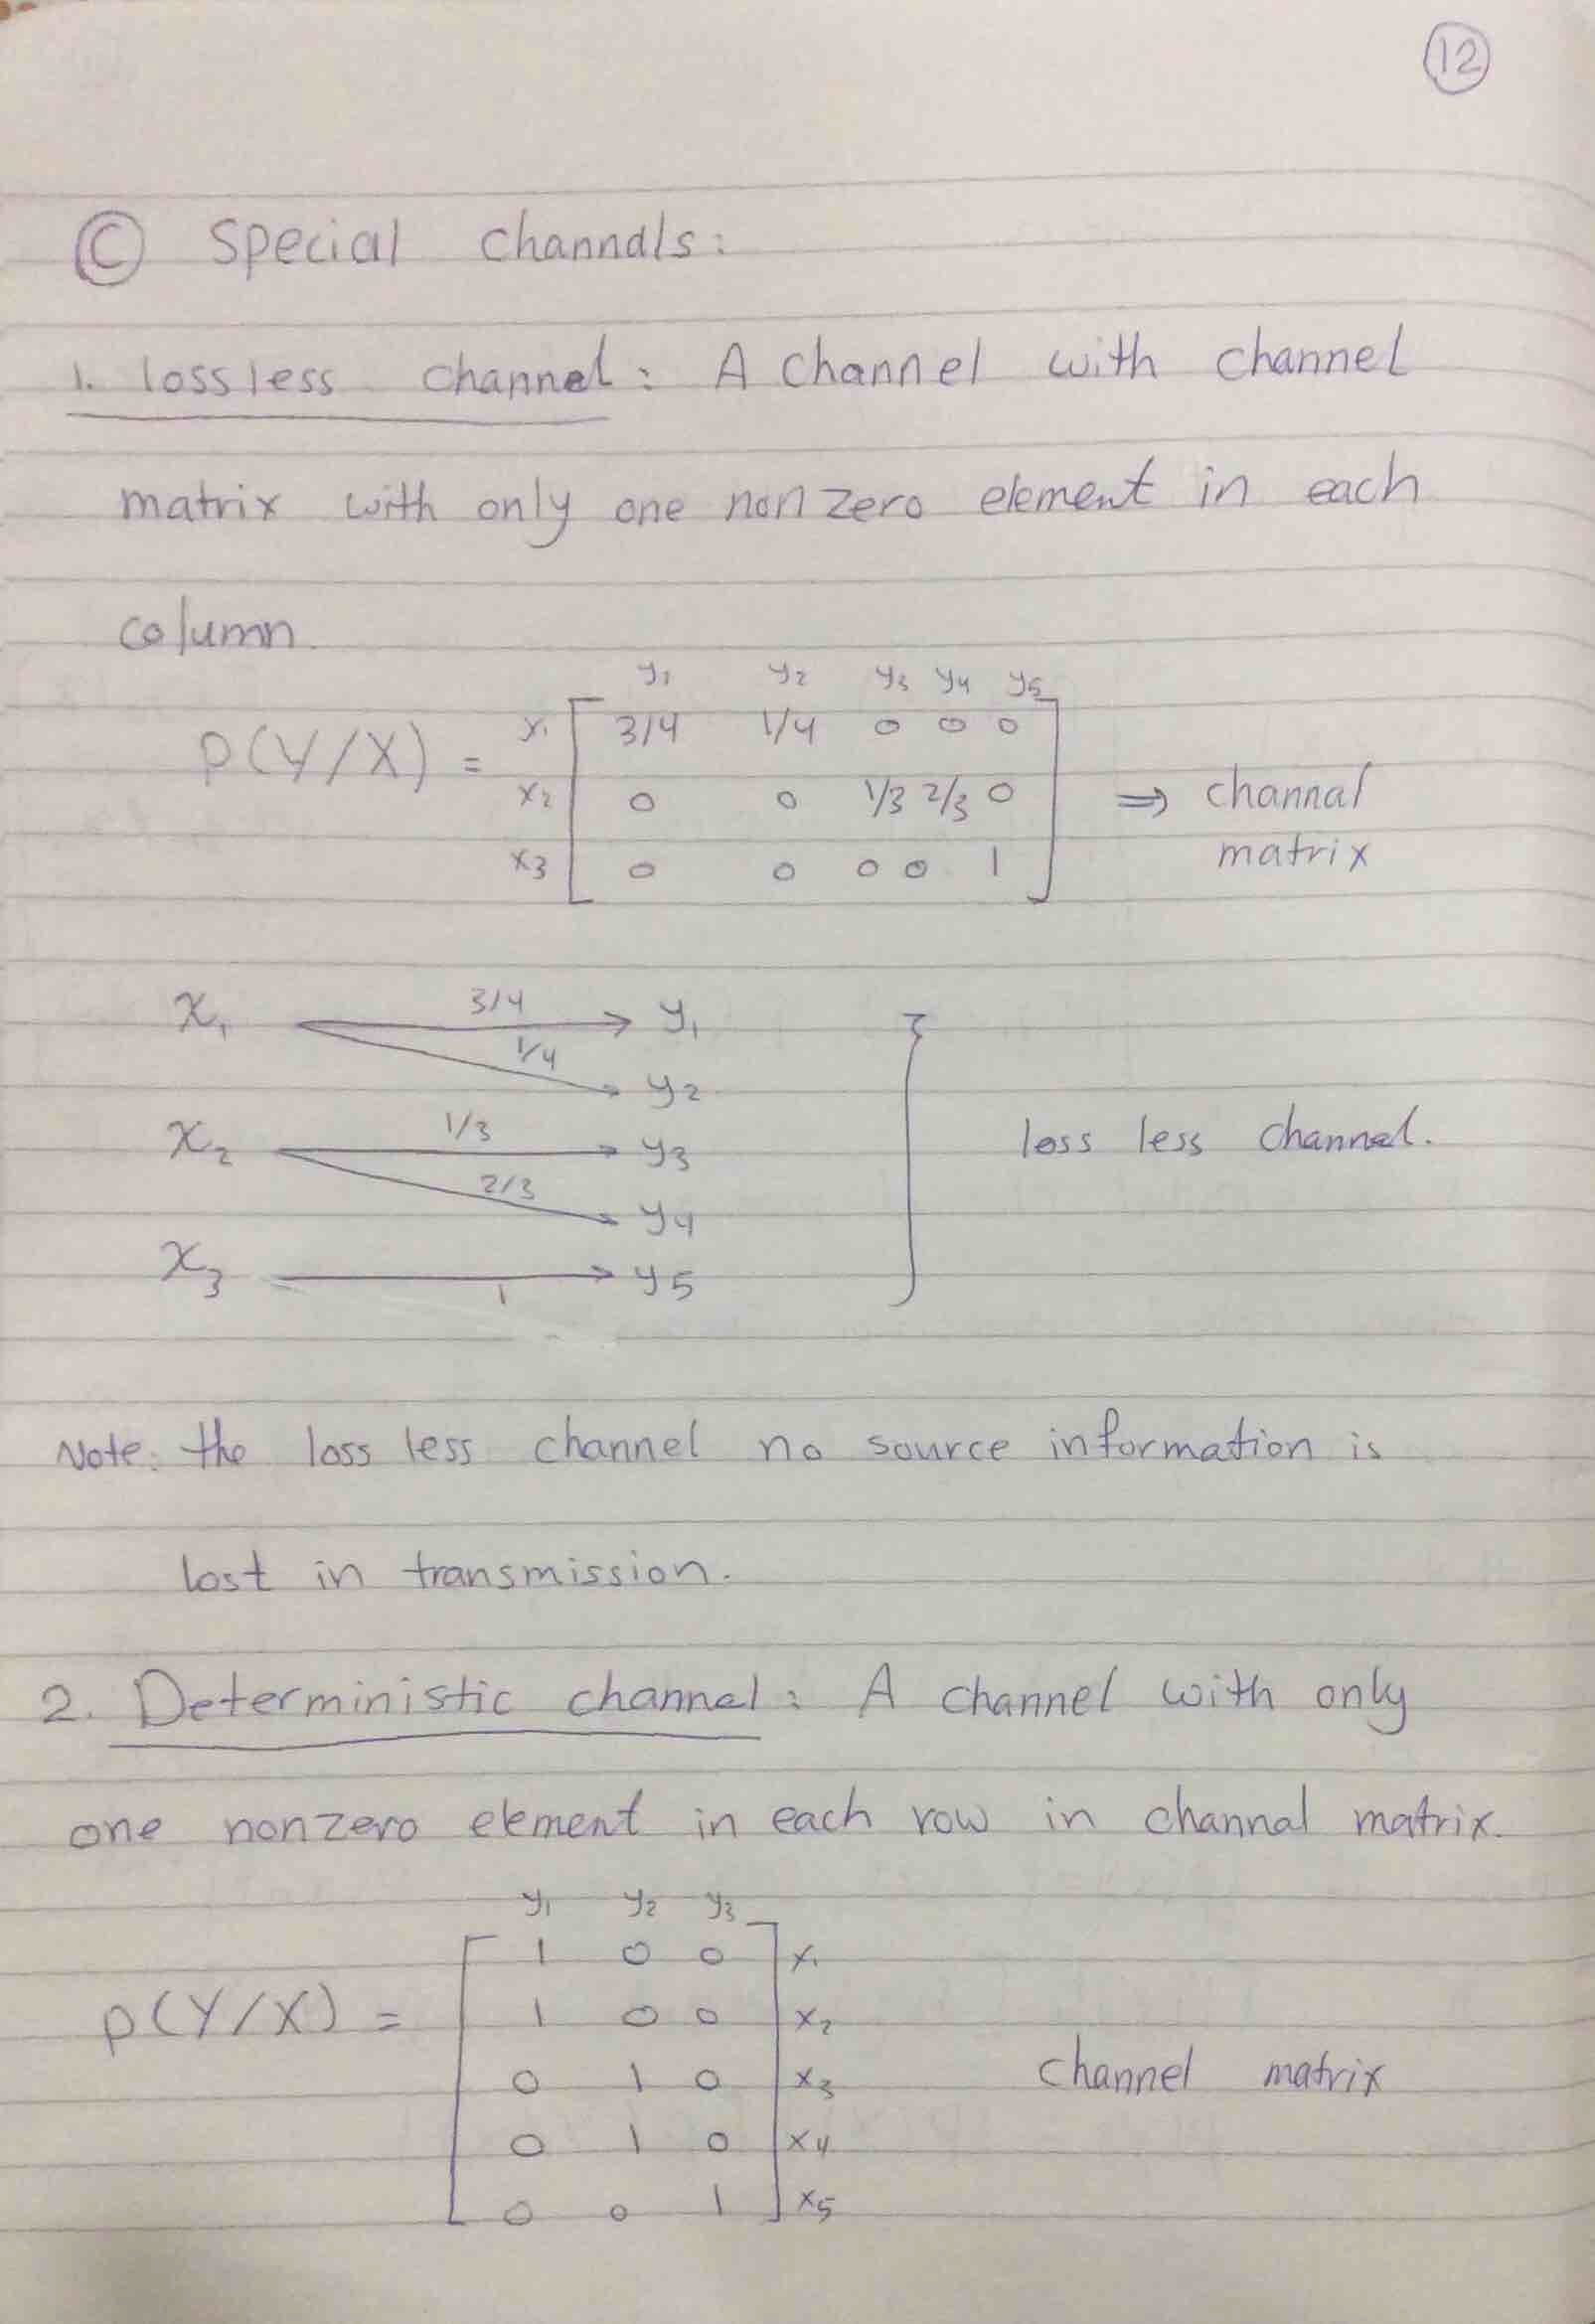 12
C Special channals:
1. lossless channel: A channel with channel
matrix with only one nonzero element in each
column.
y1 y2 y3 y4 y5
x1 3/4 1/4 0 0 0
P(Y/X) =
x2 0 0 1/3 2/3 0 ⇒ channal
x3 0 0 0 0 1 matrix
x1 3/4 y1
1/4 y2
x2 1/3 y3
loss less channel.
2/3 y4
x3 1 y5
Note: the loss less channel no source information is
lost in transmission.
2. Deterministic channel: A channel with only
one nonzero element in each row in channal matrix.
y1 y2 y3
1 0 0 x1
p(Y/X) = 1 0 0 x2
0 1 0 x3 channel matrix
0 1 0 x4
0 0 1 x5